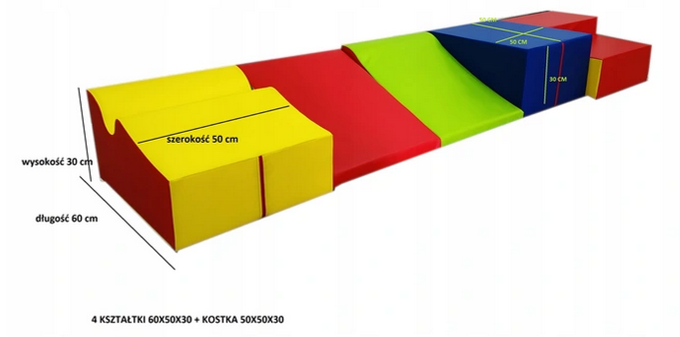 50 CM
50 CM
30 CM
szerokość 50 cm
wysokość 30 cm
długość 60 cm
4 KSZTAŁTKI 60X50X30 + KOSTKA 50X50X30